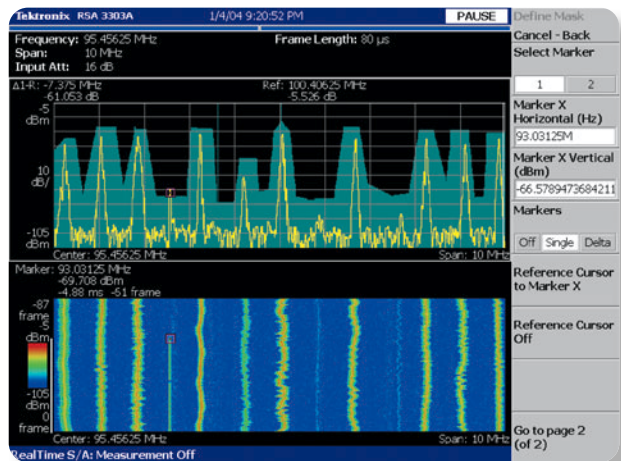 Tektronix RSA 3303A 1/4/04 9:20:52 PM PAUSE
Frequency: 95.45625 MHz Frame Length: 80 µs
Span: 10 MHz
Input Att: 16 dB
Δ1-R: -7.375 MHz Ref: 100.40625 MHz
-61.053 dB -5.526 dB
-5
dBm
10
dB/
-105
dBm
Center: 95.45625 MHz Span: 10 MHz
Marker: 93.03125 MHz
-69.708 dBm
-4.88 ms -51 frame
-87
frame
-5
dBm
-105
dBm
0
frame
Center: 95.45625 MHz Span: 10 MHz
RealTime S/A: Measurement Off
Define Mask
Cancel - Back
Select Marker
1 2
Marker X
Horizontal (Hz)
93.03125M
Marker X Vertical
(dBm)
-66.5789473684211
Markers
Off Single Delta
Reference Cursor
to Marker X
Reference Cursor
Off
Go to page 2
(of 2)